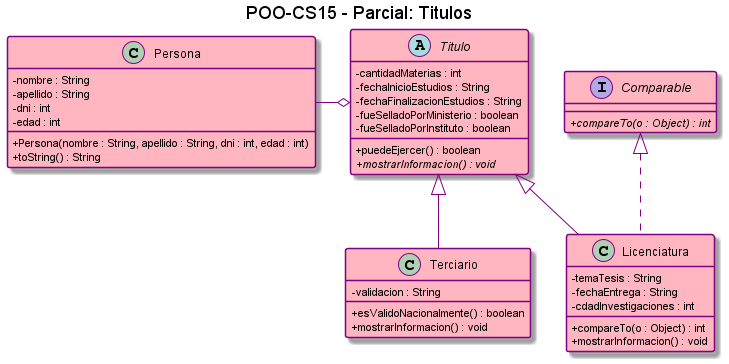 POO-CS15 - Parcial: Titulos
C Persona
-nombre : String
-apellido : String
-dni : int
-edad : int
+Persona(nombre : String, apellido : String, dni : int, edad : int)
+toString() : String
A Título
-cantidadMaterias : int
-fechaInicioEstudios : String
-fechaFinalizacionEstudios : String
-fueSelladoPorMinisterio : boolean
-fueSelladoPorInstituto : boolean
+puedeEjercer() : boolean
+mostrarInformacion() : void
I Comparable
+compareTo(o : Object) : int
C Terciario
-validacion : String
+esValidoNacionalmente() : boolean
+mostrarInformacion() : void
C Licenciatura
-temaTesis : String
-fechaEntrega : String
-cdadInvestigaciones : int
+compareTo(o : Object) : int
+mostrarInformacion() : void